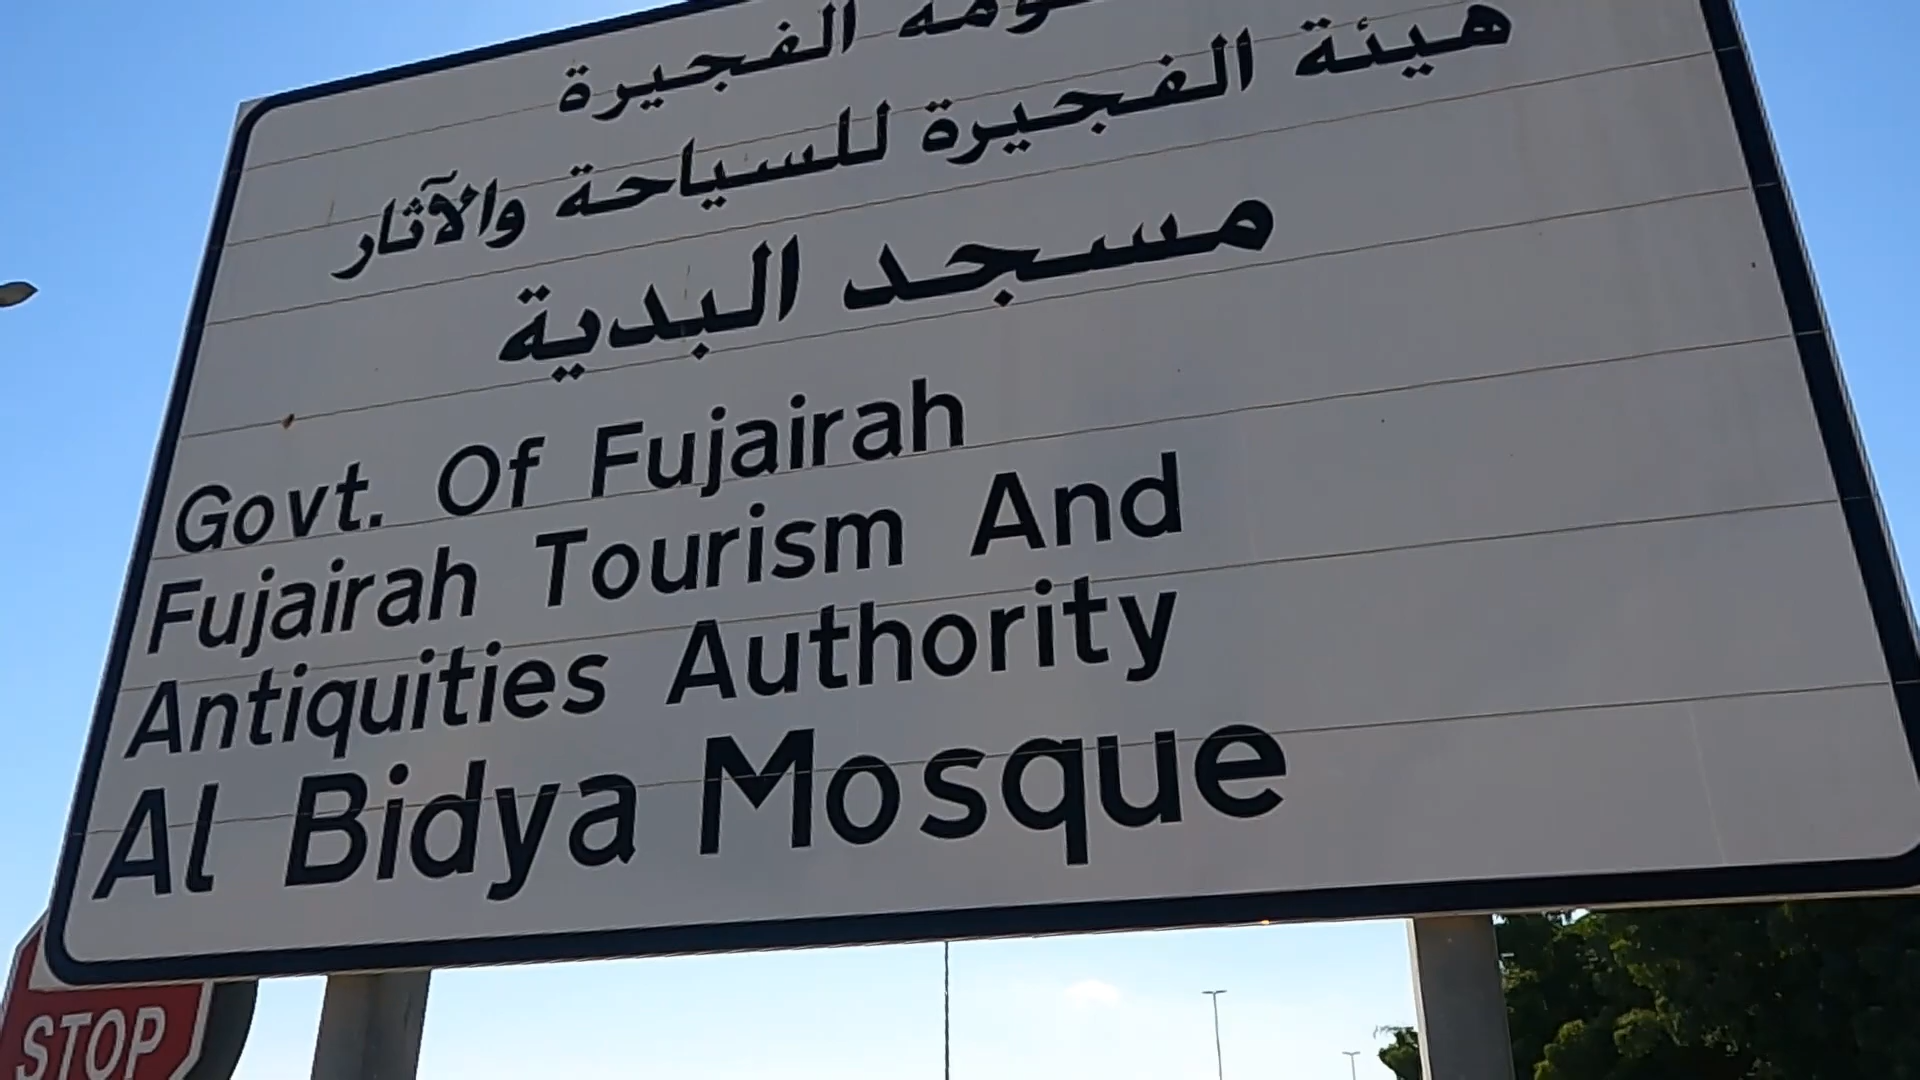 الفجيرة
هيئة الفجيرة للسياحة والآثار
مسجد البدية
Govt. Of Fujairah
Fujairah Tourism And
Antiquities Authority
Al Bidya Mosque
STOP